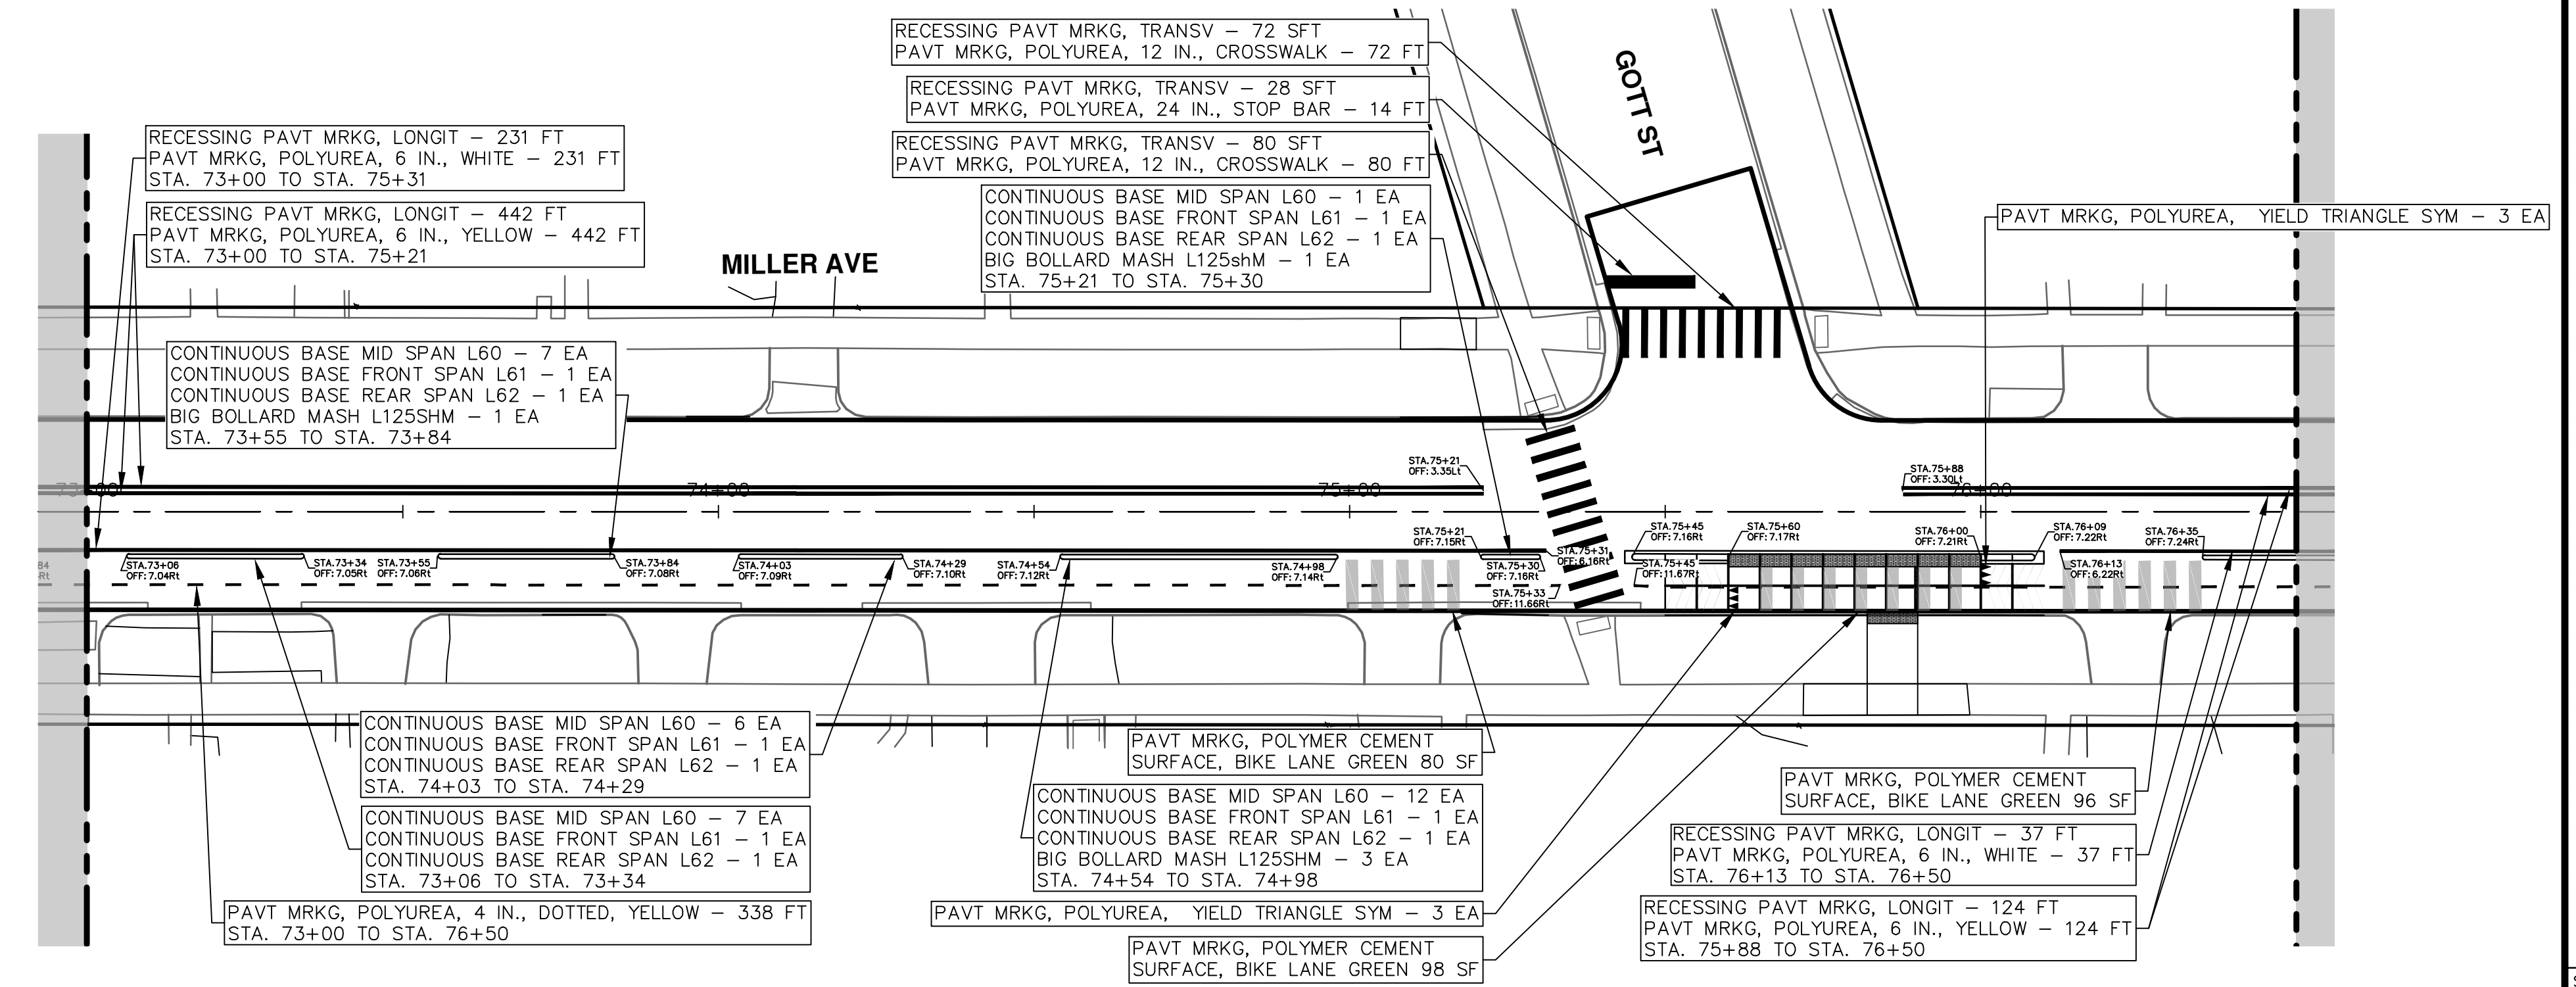 RECESSING PAVT MRKG, TRANSV – 72 SFT
PAVT MRKG, POLYUREA, 12 IN., CROSSWALK – 72 FT
RECESSING PAVT MRKG, TRANSV – 28 SFT
PAVT MRKG, POLYUREA, 24 IN., STOP BAR – 14 FT
RECESSING PAVT MRKG, TRANSV – 80 SFT
PAVT MRKG, POLYUREA, 12 IN., CROSSWALK – 80 FT
CONTINUOUS BASE MID SPAN L60 – 1 EA
CONTINUOUS BASE FRONT SPAN L61 – 1 EA
CONTINUOUS BASE REAR SPAN L62 – 1 EA
BIG BOLLARD MASH L125shM – 1 EA
STA. 75+21 TO STA. 75+30
GOTT ST
RECESSING PAVT MRKG, LONGIT – 231 FT
PAVT MRKG, POLYUREA, 6 IN., WHITE – 231 FT
STA. 73+00 TO STA. 75+31
RECESSING PAVT MRKG, LONGIT – 442 FT
PAVT MRKG, POLYUREA, 6 IN., YELLOW – 442 FT
STA. 73+00 TO STA. 75+21
PAVT MRKG, POLYUREA, YIELD TRIANGLE SYM – 3 EA
MILLER AVE
CONTINUOUS BASE MID SPAN L60 – 7 EA
CONTINUOUS BASE FRONT SPAN L61 – 1 EA
CONTINUOUS BASE REAR SPAN L62 – 1 EA
BIG BOLLARD MASH L125SHM – 1 EA
STA. 73+55 TO STA. 73+84
STA.75+21
OFF: 3.35Lt
STA.75+88
OFF: 3.30Lt
73+00
74+00
75+00
76+00
84
Rt
STA.73+06
OFF: 7.04Rt
STA.73+34
OFF: 7.05Rt
STA.73+55
OFF: 7.06Rt
STA.73+84
OFF: 7.08Rt
STA.74+03
OFF: 7.09Rt
STA.74+29
OFF: 7.10Rt
STA.74+54
OFF: 7.12Rt
STA.74+98
OFF: 7.14Rt
STA.75+21
OFF: 7.15Rt
STA.75+30
OFF: 7.16Rt
STA.75+31
OFF: 6.16Rt
STA.75+33
OFF: 11.66Rt
STA.75+45
OFF: 7.16Rt
STA.75+45
OFF: 11.67Rt
STA.75+60
OFF: 7.17Rt
STA.76+00
OFF: 7.21Rt
STA.76+09
OFF: 7.22Rt
STA.76+13
OFF: 6.22Rt
STA.76+35
OFF: 7.24Rt
CONTINUOUS BASE MID SPAN L60 – 6 EA
CONTINUOUS BASE FRONT SPAN L61 – 1 EA
CONTINUOUS BASE REAR SPAN L62 – 1 EA
STA. 74+03 TO STA. 74+29
CONTINUOUS BASE MID SPAN L60 – 7 EA
CONTINUOUS BASE FRONT SPAN L61 – 1 EA
CONTINUOUS BASE REAR SPAN L62 – 1 EA
STA. 73+06 TO STA. 73+34
PAVT MRKG, POLYUREA, 4 IN., DOTTED, YELLOW – 338 FT
STA. 73+00 TO STA. 76+50
PAVT MRKG, POLYMER CEMENT
SURFACE, BIKE LANE GREEN 80 SF
CONTINUOUS BASE MID SPAN L60 – 12 EA
CONTINUOUS BASE FRONT SPAN L61 – 1 EA
CONTINUOUS BASE REAR SPAN L62 – 1 EA
BIG BOLLARD MASH L125SHM – 3 EA
STA. 74+54 TO STA. 74+98
PAVT MRKG, POLYUREA, YIELD TRIANGLE SYM – 3 EA
PAVT MRKG, POLYMER CEMENT
SURFACE, BIKE LANE GREEN 98 SF
PAVT MRKG, POLYMER CEMENT
SURFACE, BIKE LANE GREEN 96 SF
RECESSING PAVT MRKG, LONGIT – 37 FT
PAVT MRKG, POLYUREA, 6 IN., WHITE – 37 FT
STA. 76+13 TO STA. 76+50
RECESSING PAVT MRKG, LONGIT – 124 FT
PAVT MRKG, POLYUREA, 6 IN., YELLOW – 124 FT
STA. 75+88 TO STA. 76+50